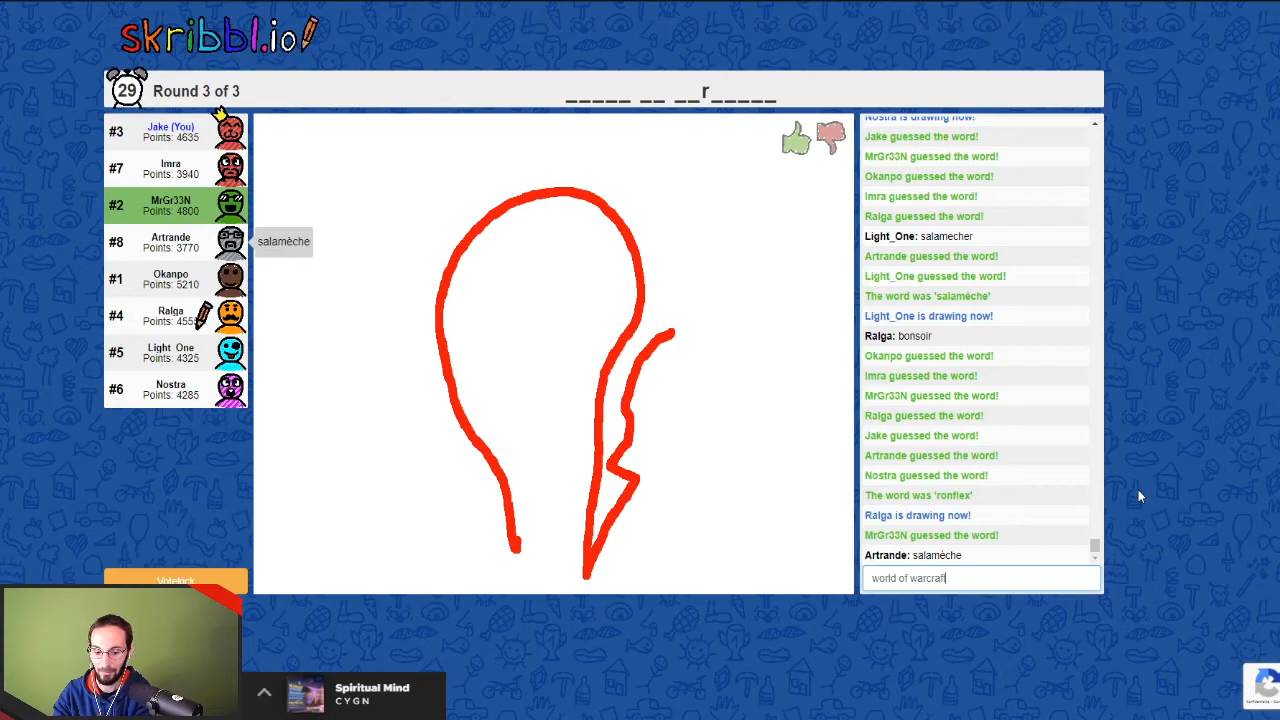 skribbl.io
29
Round 3 of 3
_____ __ __r_____
#3
Jake (You)
Points: 4635
#7
Imra
Points: 3940
#2
MrGr33N
Points: 4800
#8
Artrande
Points: 3770
salamèche
#1
Okanpo
Points: 5210
#4
Ralga
#5
Light_One
Points: 4325
#6
Nostra
Points: 4285
Votekick
Nostra is drawing now!
Jake guessed the word!
MrGr33N guessed the word!
Okanpo guessed the word!
Imra guessed the word!
Ralga guessed the word!
Light_One: salamecher
Artrande guessed the word!
Light_One guessed the word!
The word was 'salamèche'
Light_One is drawing now!
Ralga: bonsoir
Okanpo guessed the word!
Imra guessed the word!
MrGr33N guessed the word!
Ralga guessed the word!
Jake guessed the word!
Artrande guessed the word!
Nostra guessed the word!
The word was 'ronflex'
Ralga is drawing now!
MrGr33N guessed the word!
Artrande: salamèche
world of warcraft
Spiritual Mind
CYGN